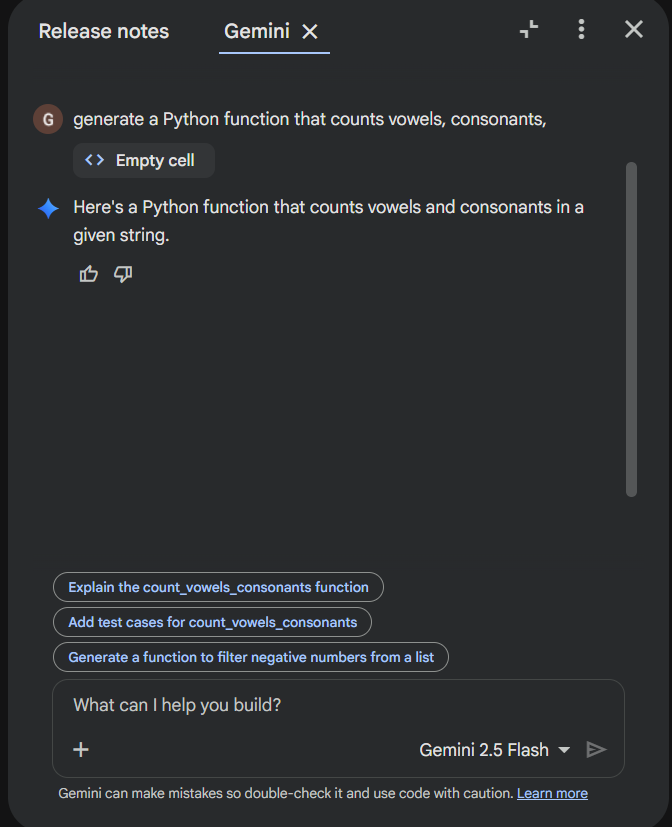 Release notes
Gemini
G
generate a Python function that counts vowels, consonants,
Empty cell
Here's a Python function that counts vowels and consonants in a
given string.
Explain the count_vowels_consonants function
Add test cases for count_vowels_consonants
Generate a function to filter negative numbers from a list
What can I help you build?
Gemini 2.5 Flash
Gemini can make mistakes so double-check it and use code with caution. Learn more